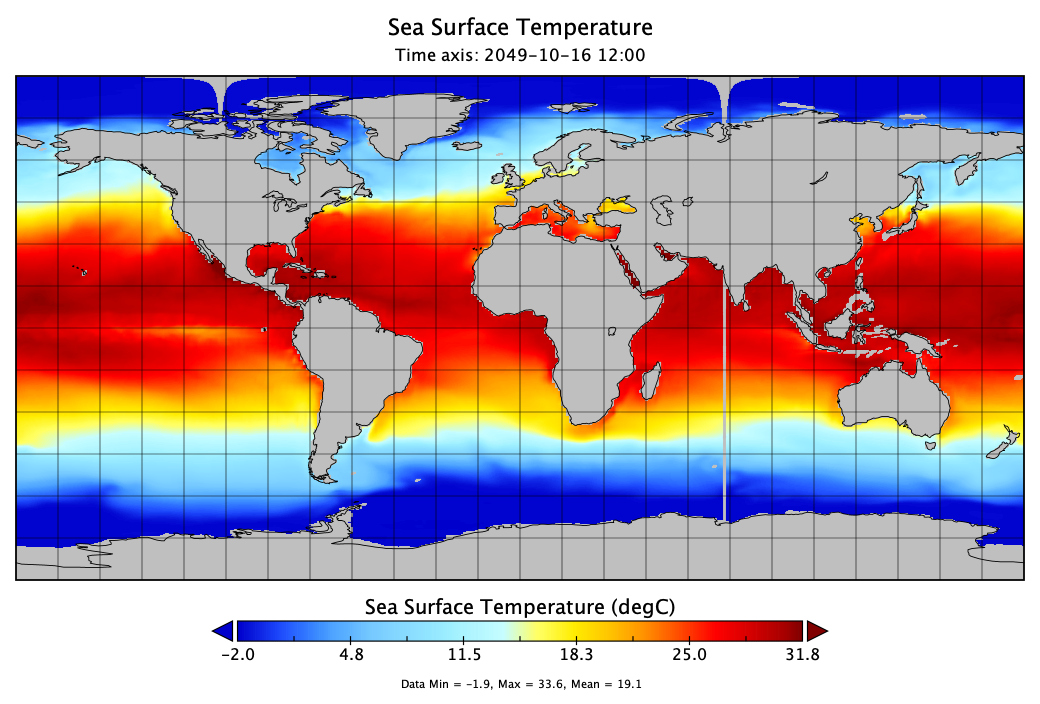 Sea Surface Temperature
Time axis: 2049-10-16 12:00
Sea Surface Temperature (degC)
-2.0 4.8 11.5 18.3 25.0 31.8
Data Min = -1.9, Max = 33.6, Mean = 19.1